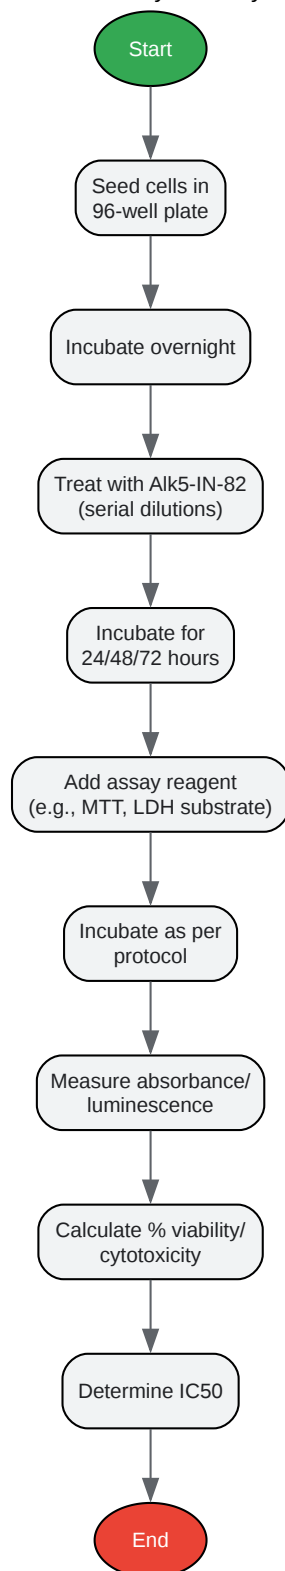 Start
Seed cells in
96-well plate
Incubate overnight
Treat with Alk5-IN-82
(serial dilutions)
Incubate for
24/48/72 hours
Add assay reagent
(e.g., MTT, LDH substrate)
Incubate as per
protocol
Measure absorbance/
luminescence
Calculate % viability/
cytotoxicity
Determine IC50
End